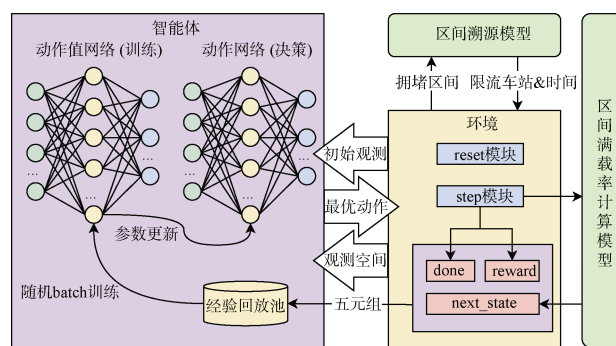 智能体
动作值网络 (训练)
动作网络 (决策)
...
...
...
...
...
...
参数更新
随机batch训练
经验回放池
初始观测
最优动作
观测空间
五元组
区间溯源模型
拥堵区间
限流车站&时间
环境
reset模块
step模块
done
reward
next_state
区间满载率计算模型